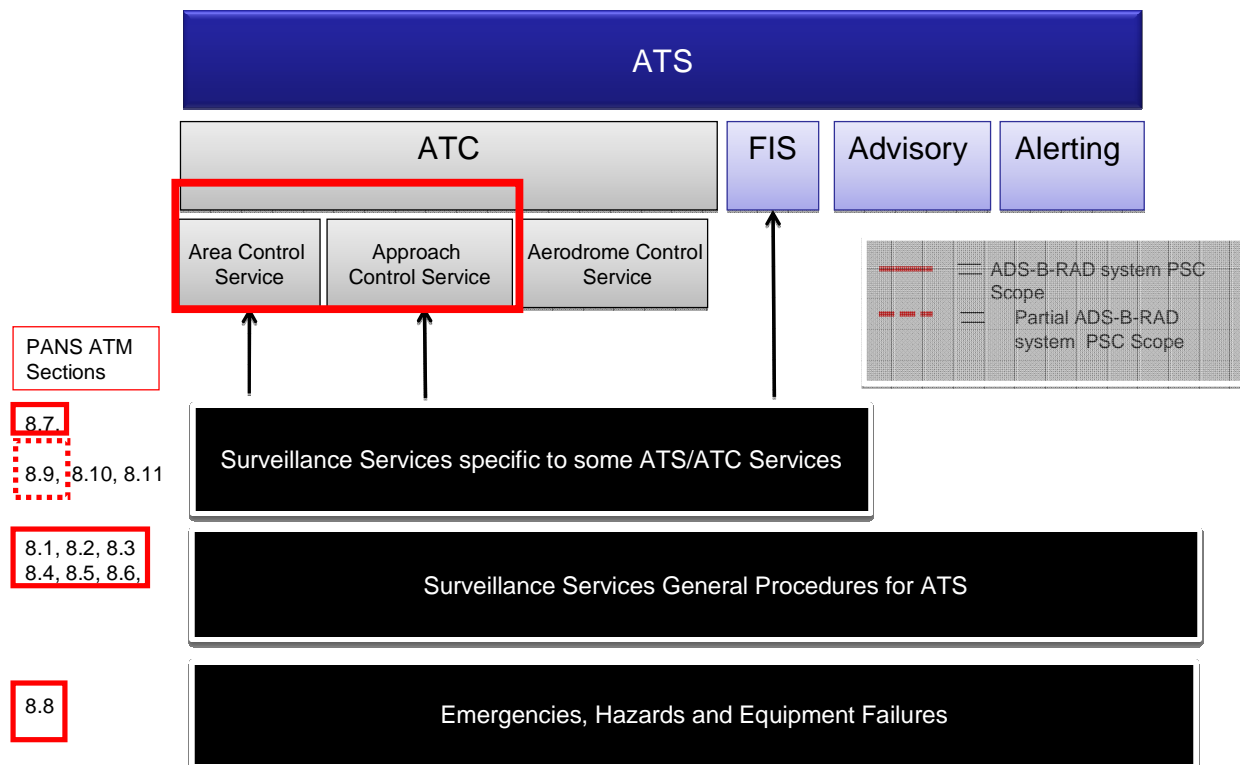 ATS
ATC
FIS
Advisory
Alerting
Area Control
Service
Approach
Control Service
Aerodrome Control
Service
ADS-B-RAD system PSC
Scope
Partial ADS-B-RAD
system PSC Scope
PANS ATM
Sections
8.7,
8.9, 8.10, 8.11
Surveillance Services specific to some ATS/ATC Services
8.1, 8.2, 8.3
8.4, 8.5, 8.6,
Surveillance Services General Procedures for ATS
8.8
Emergencies, Hazards and Equipment Failures